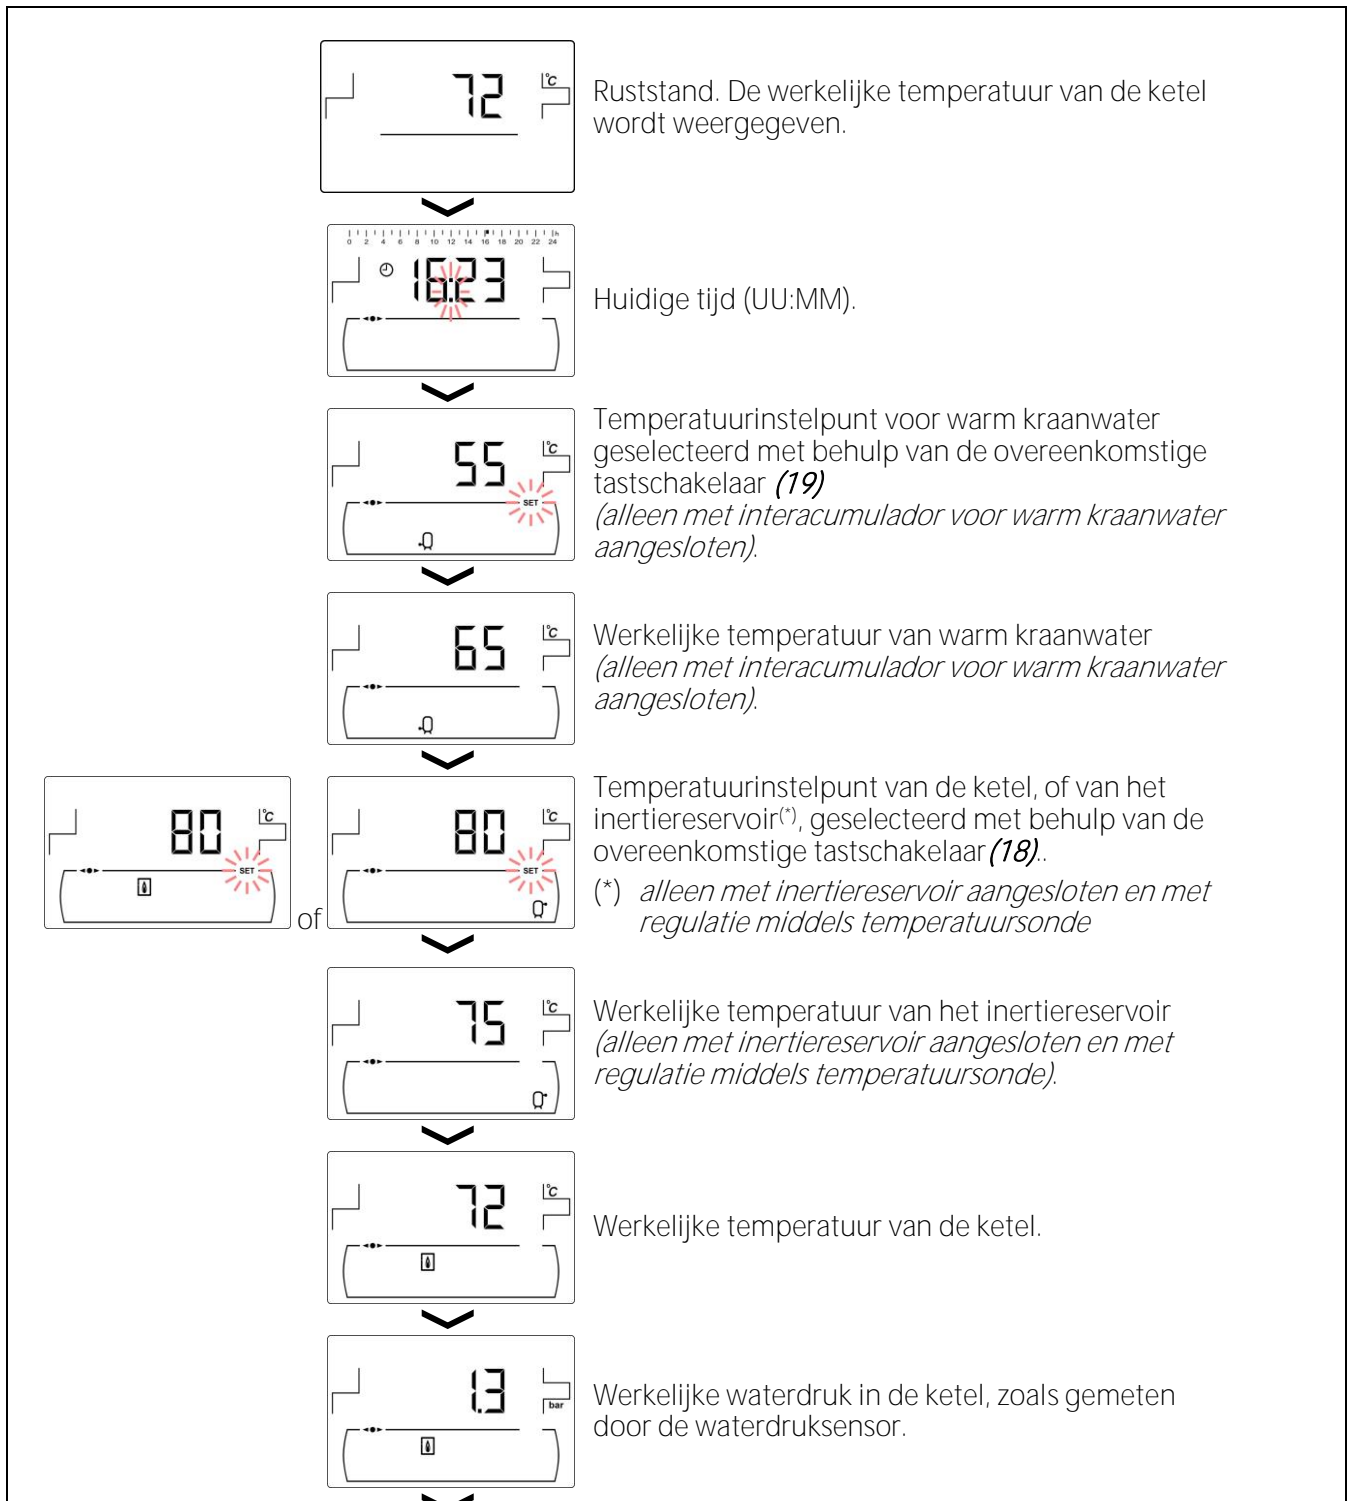 72
°C
Ruststand. De werkelijke temperatuur van de ketel
wordt weergegeven.
0 2 4 6 8 10 12 14 16 18 20 22 24 h
16:23
Huidige tijd (UU:MM).
55
°C
SET
Temperatuurinstelpunt voor warm kraanwater
geselecteerd met behulp van de overeenkomstige
tastschakelaar (19)
(alleen met interacumulador voor warm kraanwater
aangesloten).
65
°C
Werkelijke temperatuur van warm kraanwater
(alleen met interacumulador voor warm kraanwater
aangesloten).
80
°C
SET
of
80
°C
SET
Temperatuurinstelpunt van de ketel, of van het
inertiereservoir(*), geselecteerd met behulp van de
overeenkomstige tastschakelaar(18)..
(*) alleen met inertiereservoir aangesloten en met
regulatie middels temperatuursonde
75
°C
Werkelijke temperatuur van het inertiereservoir
(alleen met inertiereservoir aangesloten en met
regulatie middels temperatuursonde).
72
°C
Werkelijke temperatuur van de ketel.
1.3
bar
Werkelijke waterdruk in de ketel, zoals gemeten
door de waterdruksensor.